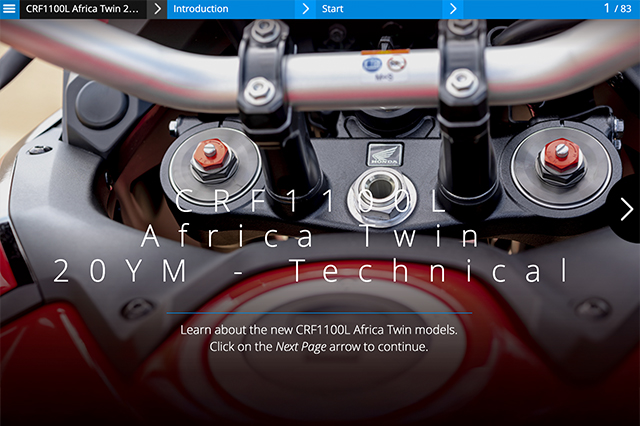 CRF1100L Africa Twin 2... Introduction Start 1 / 83
HONDA
CRF1100L
Africa Twin
20YM - Technical
Learn about the new CRF1100L Africa Twin models.
Click on the Next Page arrow to continue.